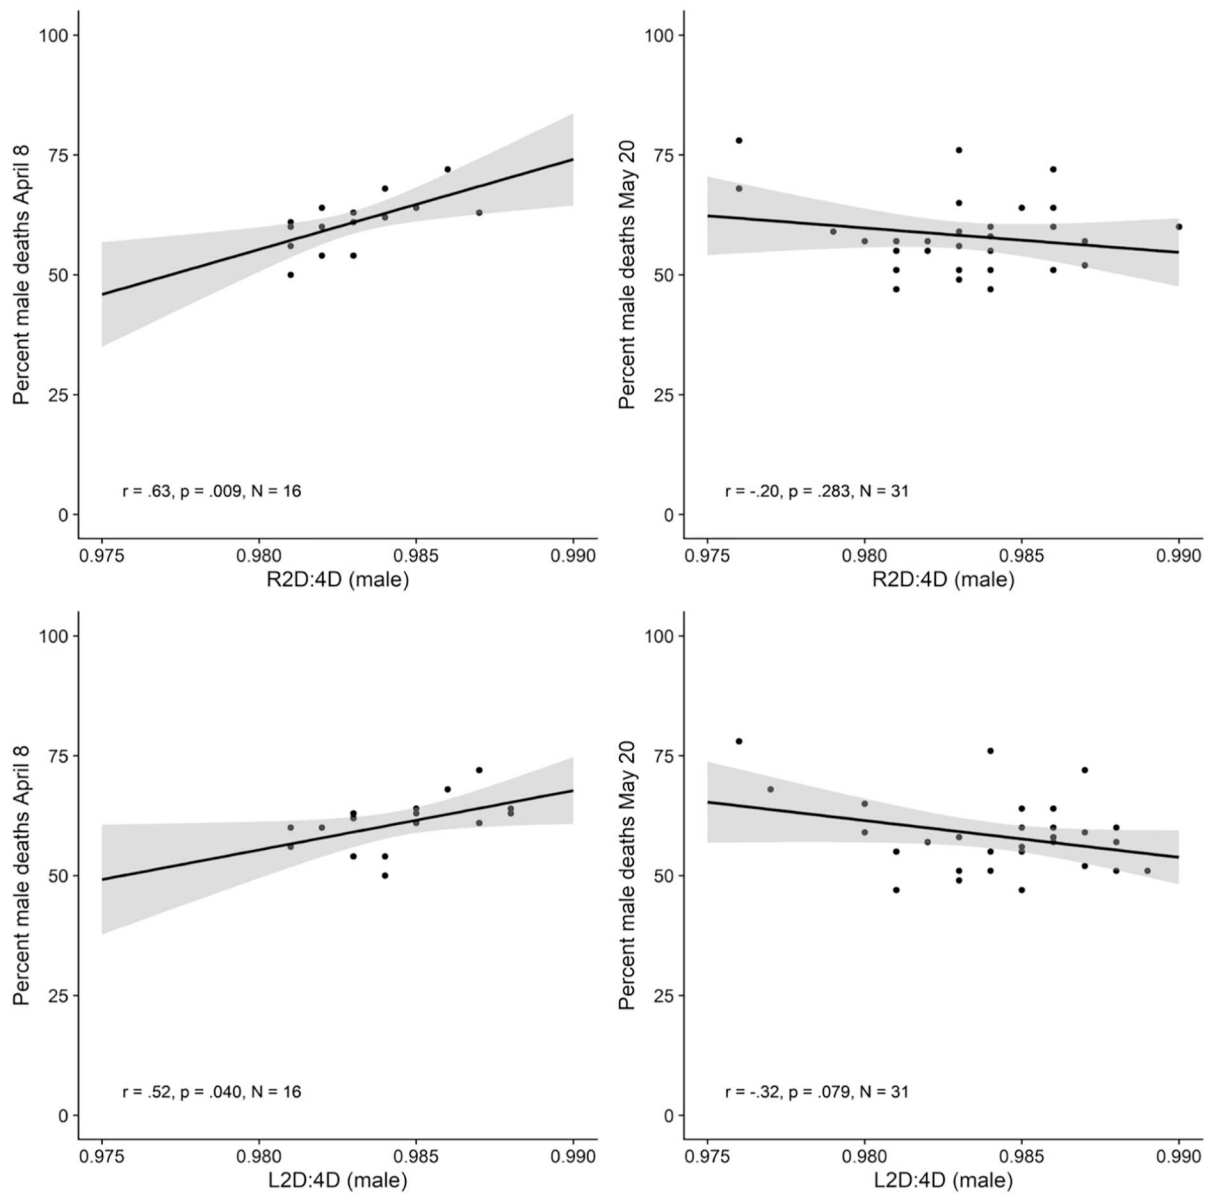 100
75
50
25
0
Percent male deaths April 8
r = .63, p = .009, N = 16
0.975 0.980 0.985 0.990
R2D:4D (male)
100
75
50
25
0
Percent male deaths May 20
r = -.20, p = .283, N = 31
0.975 0.980 0.985 0.990
R2D:4D (male)
100
75
50
25
0
Percent male deaths April 8
r = .52, p = .040, N = 16
0.975 0.980 0.985 0.990
L2D:4D (male)
100
75
50
25
0
Percent male deaths May 20
r = -.32, p = .079, N = 31
0.975 0.980 0.985 0.990
L2D:4D (male)